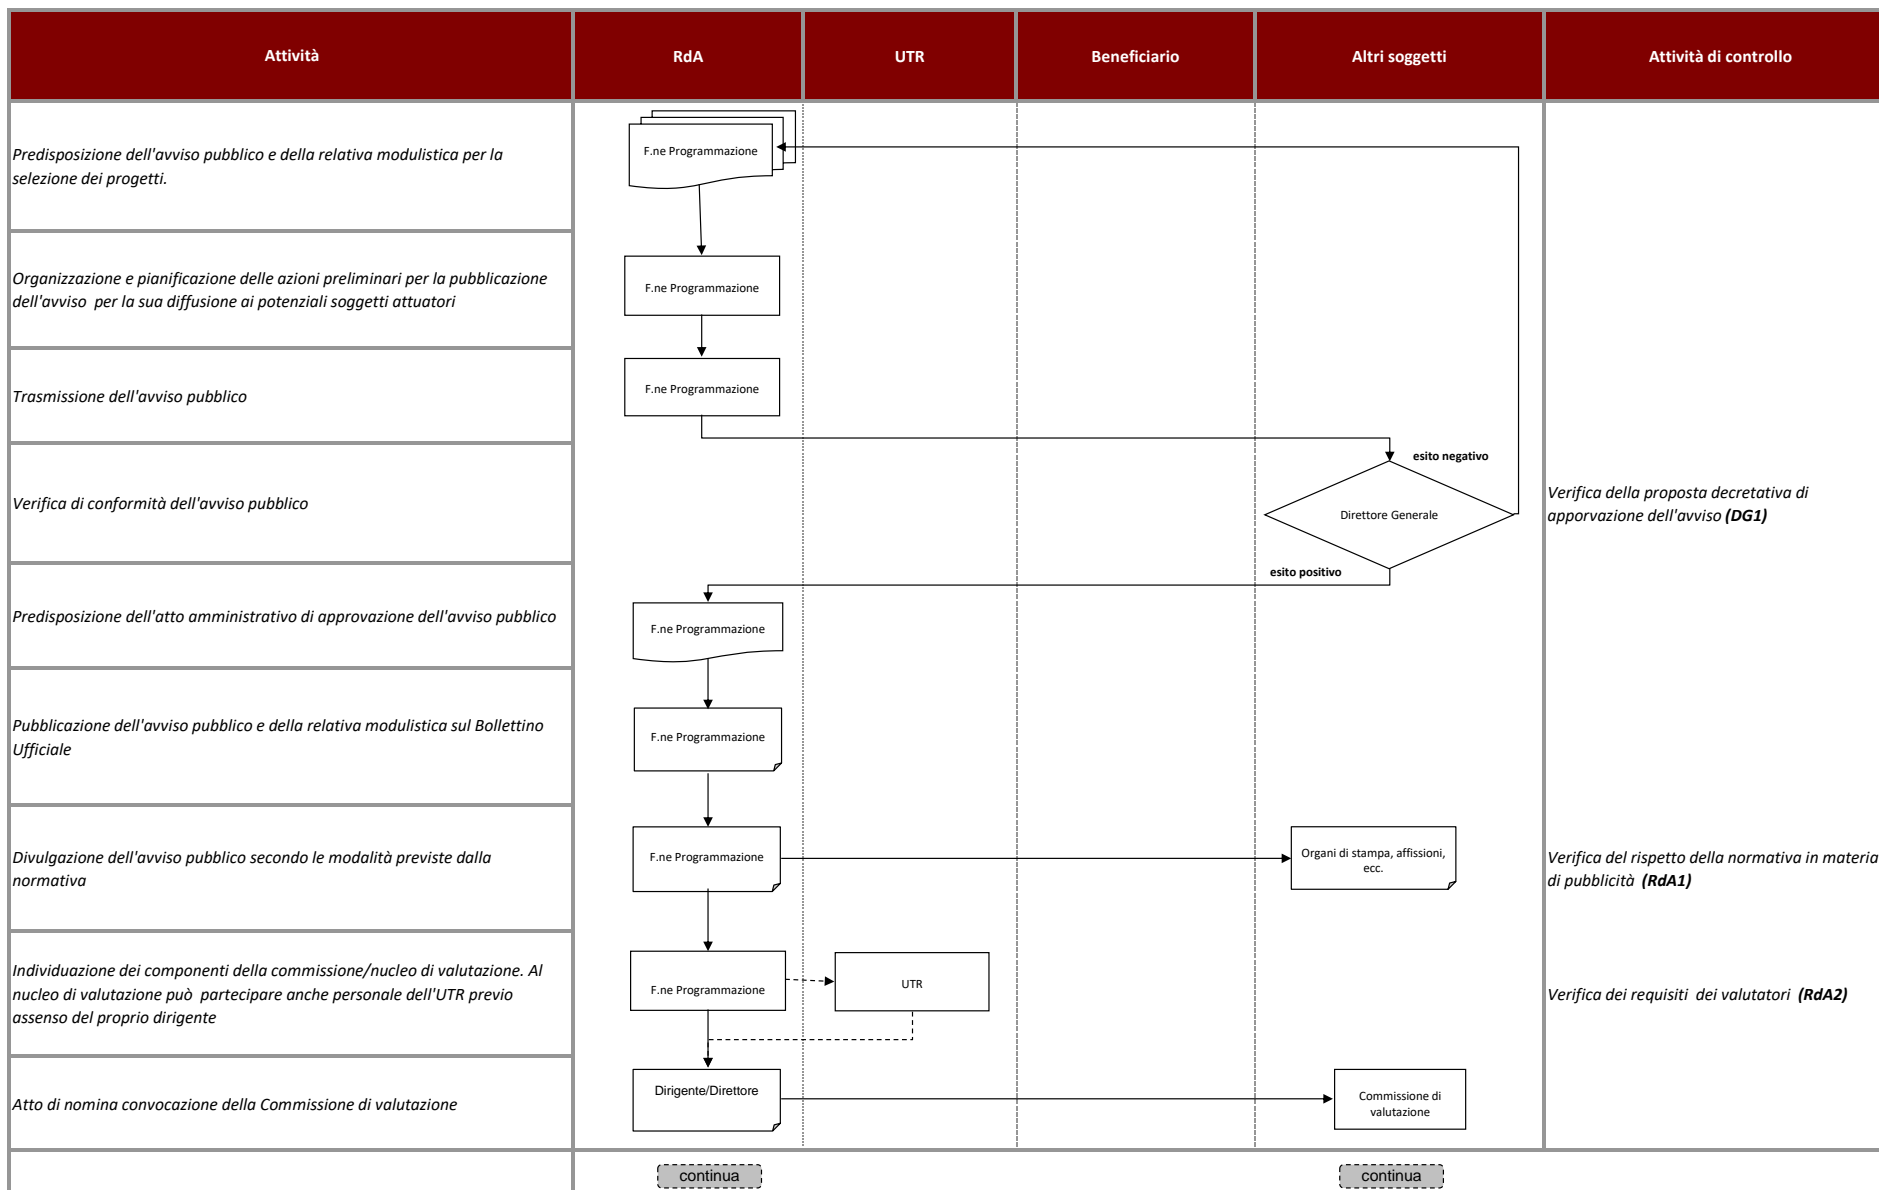 Attività
RdA
UTR
Beneficiario
Altri soggetti
Attività di controllo
Predisposizione dell'avviso pubblico e della relativa modulistica per la
selezione dei progetti.
F.ne Programmazione
Organizzazione e pianificazione delle azioni preliminari per la pubblicazione
dell'avviso per la sua diffusione ai potenziali soggetti attuatori
F.ne Programmazione
Trasmissione dell'avviso pubblico
F.ne Programmazione
esito negativo
Verifica di conformità dell'avviso pubblico
Direttore Generale
Verifica della proposta decretativa di
apporvazione dell'avviso (DG1)
esito positivo
Predisposizione dell'atto amministrativo di approvazione dell'avviso pubblico
F.ne Programmazione
Pubblicazione dell'avviso pubblico e della relativa modulistica sul Bollettino
Ufficiale
F.ne Programmazione
Divulgazione dell'avviso pubblico secondo le modalità previste dalla
normativa
F.ne Programmazione
Organi di stampa, affissioni,
ecc.
Verifica del rispetto della normativa in materia
di pubblicità (RdA1)
Individuazione dei componenti della commissione/nucleo di valutazione. Al
nucleo di valutazione può partecipare anche personale dell'UTR previo
assenso del proprio dirigente
F.ne Programmazione
UTR
Verifica dei requisiti dei valutatori (RdA2)
Atto di nomina convocazione della Commissione di valutazione
Dirigente/Direttore
Commissione di
valutazione
continua
continua